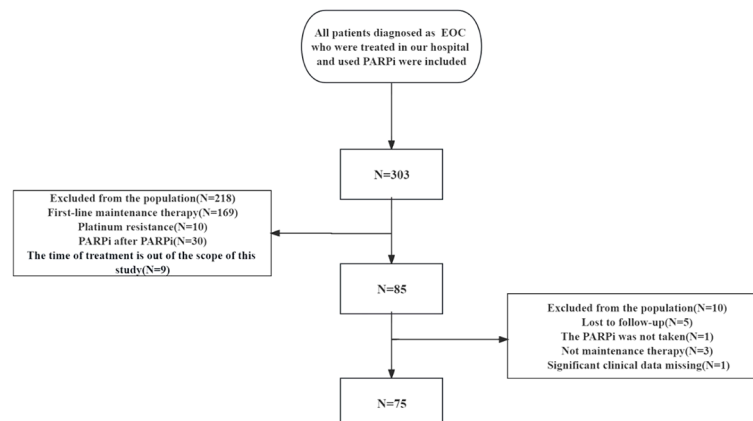 All patients diagnosed as EOC
who were treated in our hospital
and used PARPi were included
N=303
Excluded from the population(N=218)
First-line maintenance therapy(N=169)
Platinum resistance(N=10)
PARPi after PARPi(N=30)
The time of treatment is out of the scope of this
study(N=9)
N=85
Excluded from the population(N=10)
Lost to follow-up(N=5)
The PARPi was not taken(N=1)
Not maintenance therapy(N=3)
Significant clinical data missing(N=1)
N=75